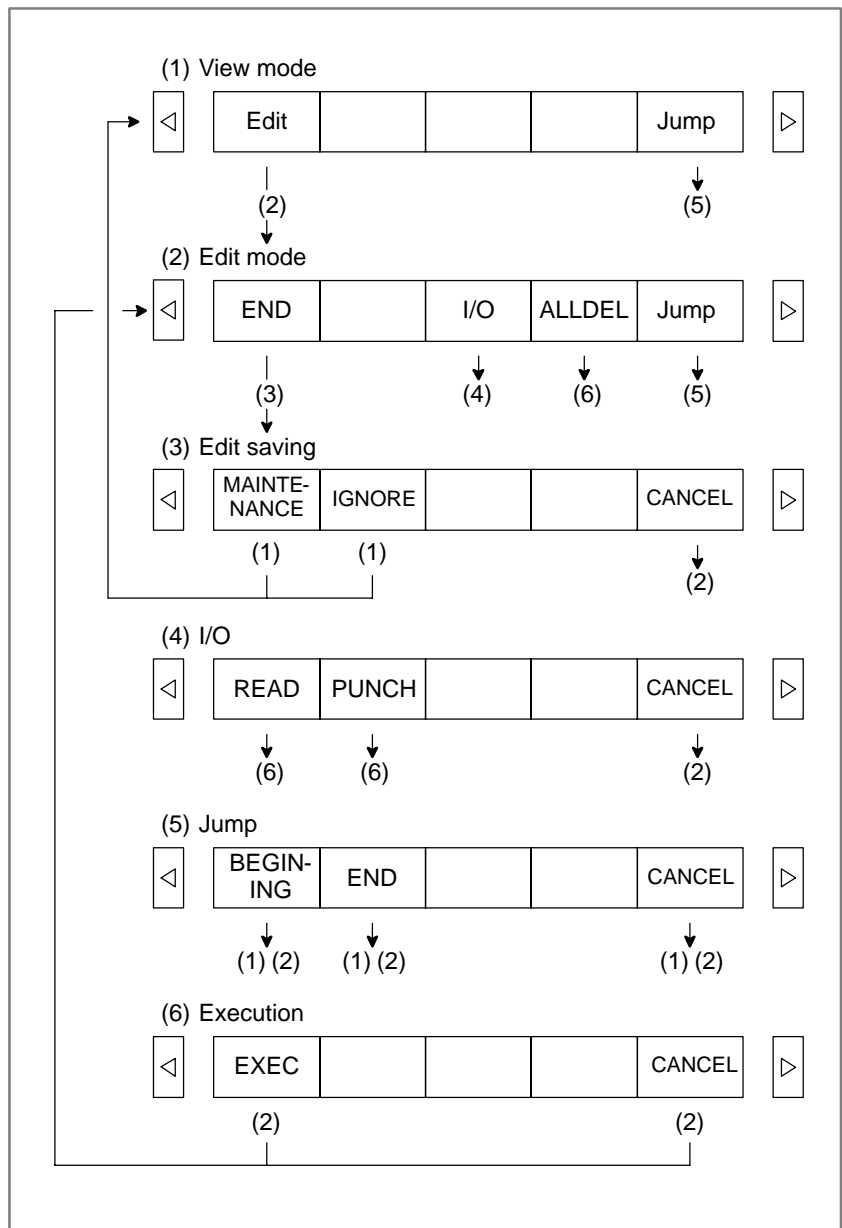 (1) View mode
Edit Jump
(2) (5)
(2) Edit mode
END I/O ALLDEL Jump
(3) (4) (6) (5)
(3) Edit saving
MAINTE-
NANCE IGNORE CANCEL
(1) (1) (2)
(4) I/O
READ PUNCH CANCEL
(6) (6) (2)
(5) Jump
BEGIN-
ING END CANCEL
(1) (2) (1) (2) (1) (2)
(6) Execution
EXEC CANCEL
(2) (2)